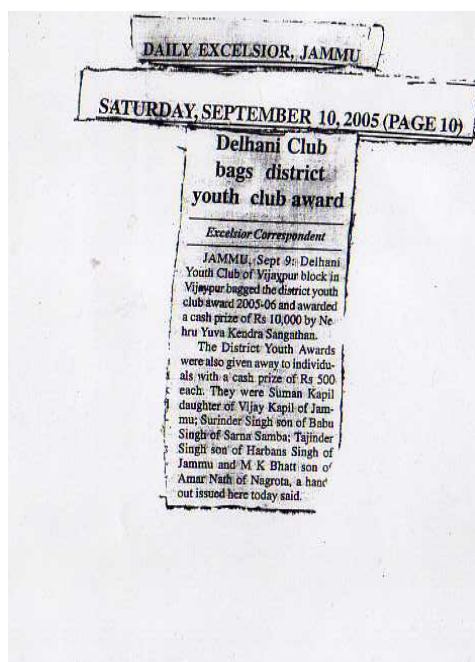 DAILY EXCELSIOR, JAMMU
SATURDAY, SEPTEMBER 10, 2005 (PAGE 10)
Delhani Club
bags district
youth club award
Excelsior Correspondent
JAMMU, Sept 9: Delhani
Youth Club of Vijaypur block in
Vijaypur bagged the district youth
club award 2005-06 and awarded
a cash prize of Rs 10,000 by Ne-
hru Yuva Kendra Sangathan.
The District Youth Awards
were also given away to individu-
als with a cash prize of Rs 500
each. They were Suman Kapil
daughter of Vijay Kapil of Jam-
mu; Surinder Singh son of Babu
Singh of Sarna Samba; Tajinder
Singh son of Harbans Singh of
Jammu and M K Bhatt son of
Amar Nath of Nagrota, a hand
out issued here today said.